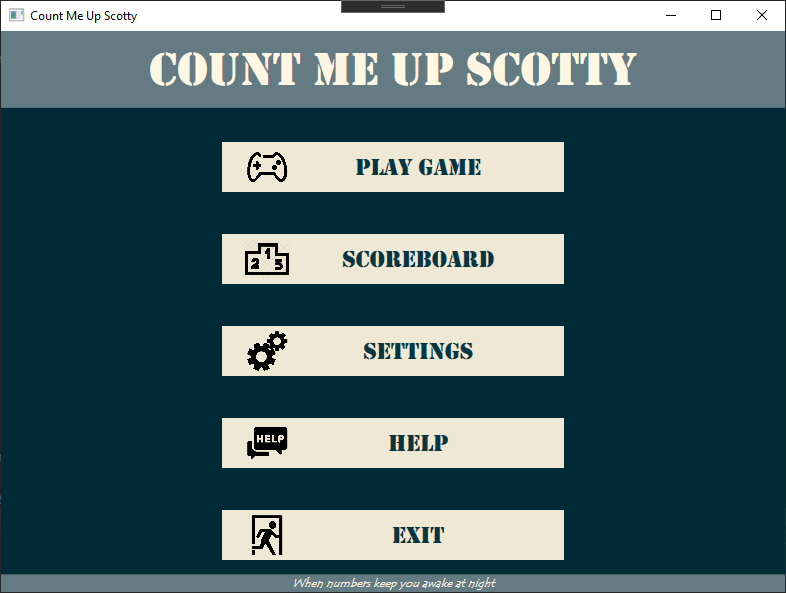 Count Me Up Scotty
COUNT ME UP SCOTTY
PLAY GAME
2 1 3
SCOREBOARD
SETTINGS
HELP
HELP
EXIT
When numbers keep you awake at night